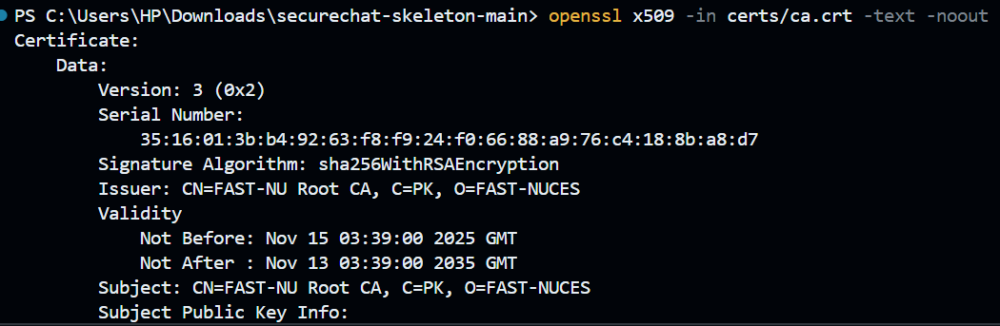 PS C:\Users\HP\Downloads\securechat-skeleton-main> openssl x509 -in certs/ca.crt -text -noout
Certificate:
    Data:
        Version: 3 (0x2)
        Serial Number:
            35:16:01:3b:b4:92:63:f8:f9:24:f0:66:88:a9:76:c4:18:8b:a8:d7
        Signature Algorithm: sha256WithRSAEncryption
        Issuer: CN=FAST-NU Root CA, C=PK, O=FAST-NUCES
        Validity
            Not Before: Nov 15 03:39:00 2025 GMT
            Not After : Nov 13 03:39:00 2035 GMT
        Subject: CN=FAST-NU Root CA, C=PK, O=FAST-NUCES
        Subject Public Key Info: